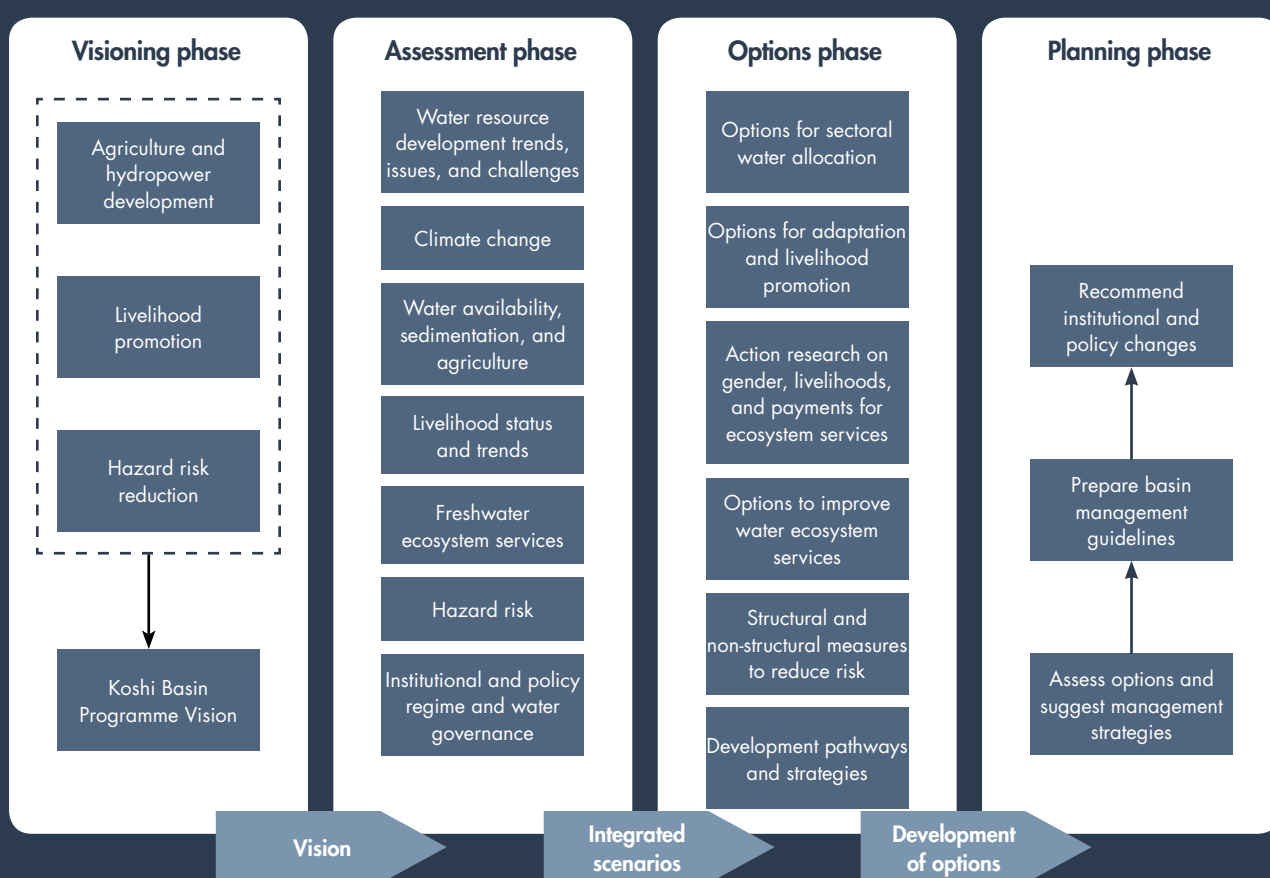 Visioning phase
Agriculture and
hydropower
development
Livelihood
promotion
Hazard risk
reduction
Koshi Basin
Programme Vision
Assessment phase
Water resource
development trends,
issues, and challenges
Climate change
Water availability,
sedimentation, and
agriculture
Livelihood status
and trends
Freshwater
ecosystem services
Hazard risk
Institutional and policy
regime and water
governance
Options phase
Options for sectoral
water allocation
Options for adaptation
and livelihood
promotion
Action research on
gender, livelihoods,
and payments for
ecosystem services
Options to improve
water ecosystem
services
Structural and
non-structural measures
to reduce risk
Development pathways
and strategies
Planning phase
Recommend
institutional and
policy changes
Prepare basin
management
guidelines
Assess options and
suggest management
strategies
Vision
Integrated
scenarios
Development
of options